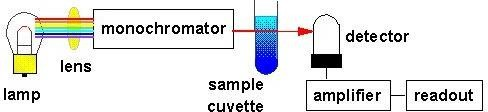 monochromator
detector
lens
lamp
sample
cuvette
amplifier
readout